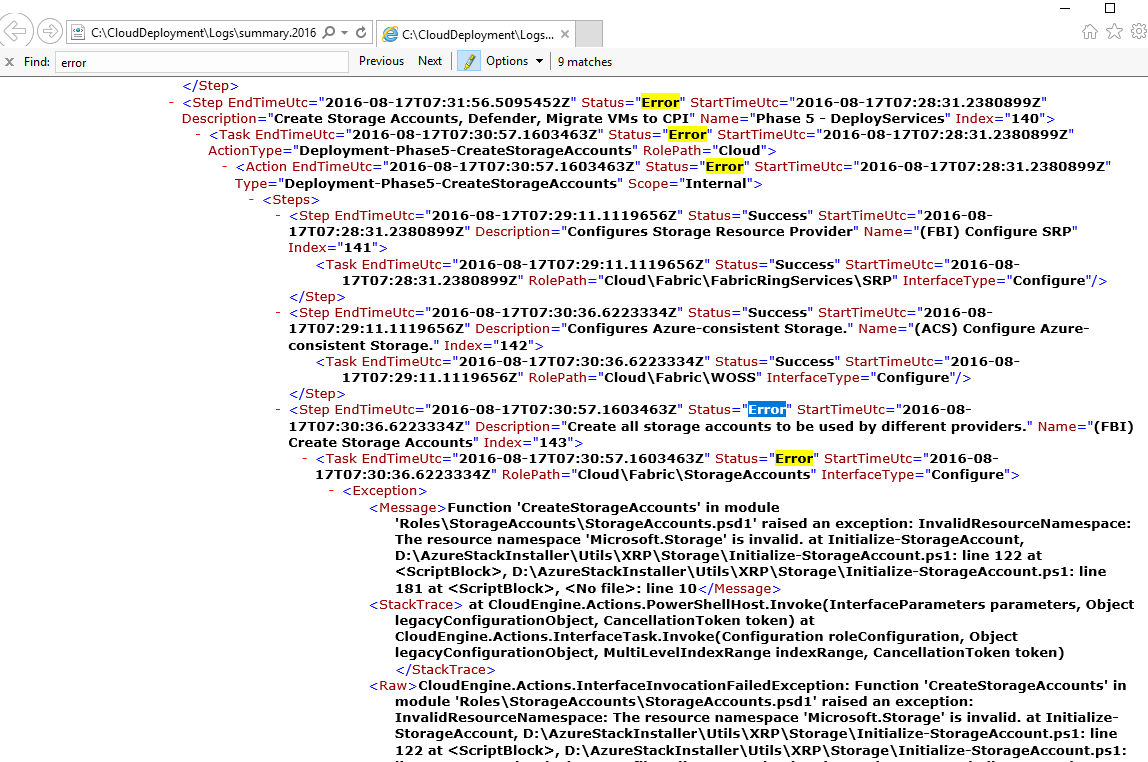 C:\CloudDeployment\Logs\summary.2016
C:\CloudDeployment\Logs...
x Find: error Previous Next Options 9 matches
</Step>
- <Step EndTimeUtc="2016-08-17T07:31:56.5095452Z" Status="Error" StartTimeUtc="2016-08-17T07:28:31.2380899Z"
Description="Create Storage Accounts, Defender, Migrate VMs to CPI" Name="Phase 5 - DeployServices" Index="140">
- <Task EndTimeUtc="2016-08-17T07:30:57.1603463Z" Status="Error" StartTimeUtc="2016-08-17T07:28:31.2380899Z"
ActionType="Deployment-Phase5-CreateStorageAccounts" RolePath="Cloud">
- <Action EndTimeUtc="2016-08-17T07:30:57.1603463Z" Status="Error" StartTimeUtc="2016-08-17T07:28:31.2380899Z"
Type="Deployment-Phase5-CreateStorageAccounts" Scope="Internal">
- <Steps>
- <Step EndTimeUtc="2016-08-17T07:29:11.1119656Z" Status="Success" StartTimeUtc="2016-08-
17T07:28:31.2380899Z" Description="Configures Storage Resource Provider" Name="(FBI) Configure SRP"
Index="141">
<Task EndTimeUtc="2016-08-17T07:29:11.1119656Z" Status="Success" StartTimeUtc="2016-08-
17T07:28:31.2380899Z" RolePath="Cloud\Fabric\FabricRingServices\SRP" InterfaceType="Configure"/>
</Step>
- <Step EndTimeUtc="2016-08-17T07:30:36.6223334Z" Status="Success" StartTimeUtc="2016-08-
17T07:29:11.1119656Z" Description="Configures Azure-consistent Storage." Name="(ACS) Configure Azure-
consistent Storage." Index="142">
<Task EndTimeUtc="2016-08-17T07:30:36.6223334Z" Status="Success" StartTimeUtc="2016-08-
17T07:29:11.1119656Z" RolePath="Cloud\Fabric\WOSS" InterfaceType="Configure"/>
</Step>
- <Step EndTimeUtc="2016-08-17T07:30:57.1603463Z" Status="Error" StartTimeUtc="2016-08-
17T07:30:36.6223334Z" Description="Create all storage accounts to be used by different providers." Name="(FBI)
Create Storage Accounts" Index="143">
- <Task EndTimeUtc="2016-08-17T07:30:57.1603463Z" Status="Error" StartTimeUtc="2016-08-
17T07:30:36.6223334Z" RolePath="Cloud\Fabric\StorageAccounts" InterfaceType="Configure">
- <Exception>
<Message>Function 'CreateStorageAccounts' in module
'Roles\StorageAccounts\StorageAccounts.psd1' raised an exception: InvalidResourceNamespace:
The resource namespace 'Microsoft.Storage' is invalid. at Initialize-StorageAccount,
D:\AzureStackInstaller\Utils\XRP\Storage\Initialize-StorageAccount.ps1: line 122 at
<ScriptBlock>, D:\AzureStackInstaller\Utils\XRP\Storage\Initialize-StorageAccount.ps1: line
181 at <ScriptBlock>, <No file>: line 10</Message>
<StackTrace> at CloudEngine.Actions.PowerShellHost.Invoke(InterfaceParameters parameters, Object
legacyConfigurationObject, CancellationToken token) at
CloudEngine.Actions.InterfaceTask.Invoke(Configuration roleConfiguration, Object
legacyConfigurationObject, MultiLevelIndexRange indexRange, CancellationToken token)
</StackTrace>
<Raw>CloudEngine.Actions.InterfaceInvocationFailedException: Function 'CreateStorageAccounts' in
module 'Roles\StorageAccounts\StorageAccounts.psd1' raised an exception:
InvalidResourceNamespace: The resource namespace 'Microsoft.Storage' is invalid. at Initialize-
StorageAccount, D:\AzureStackInstaller\Utils\XRP\Storage\Initialize-StorageAccount.ps1: line
122 at <ScriptBlock>, D:\AzureStackInstaller\Utils\XRP\Storage\Initialize-StorageAccount.ps1: